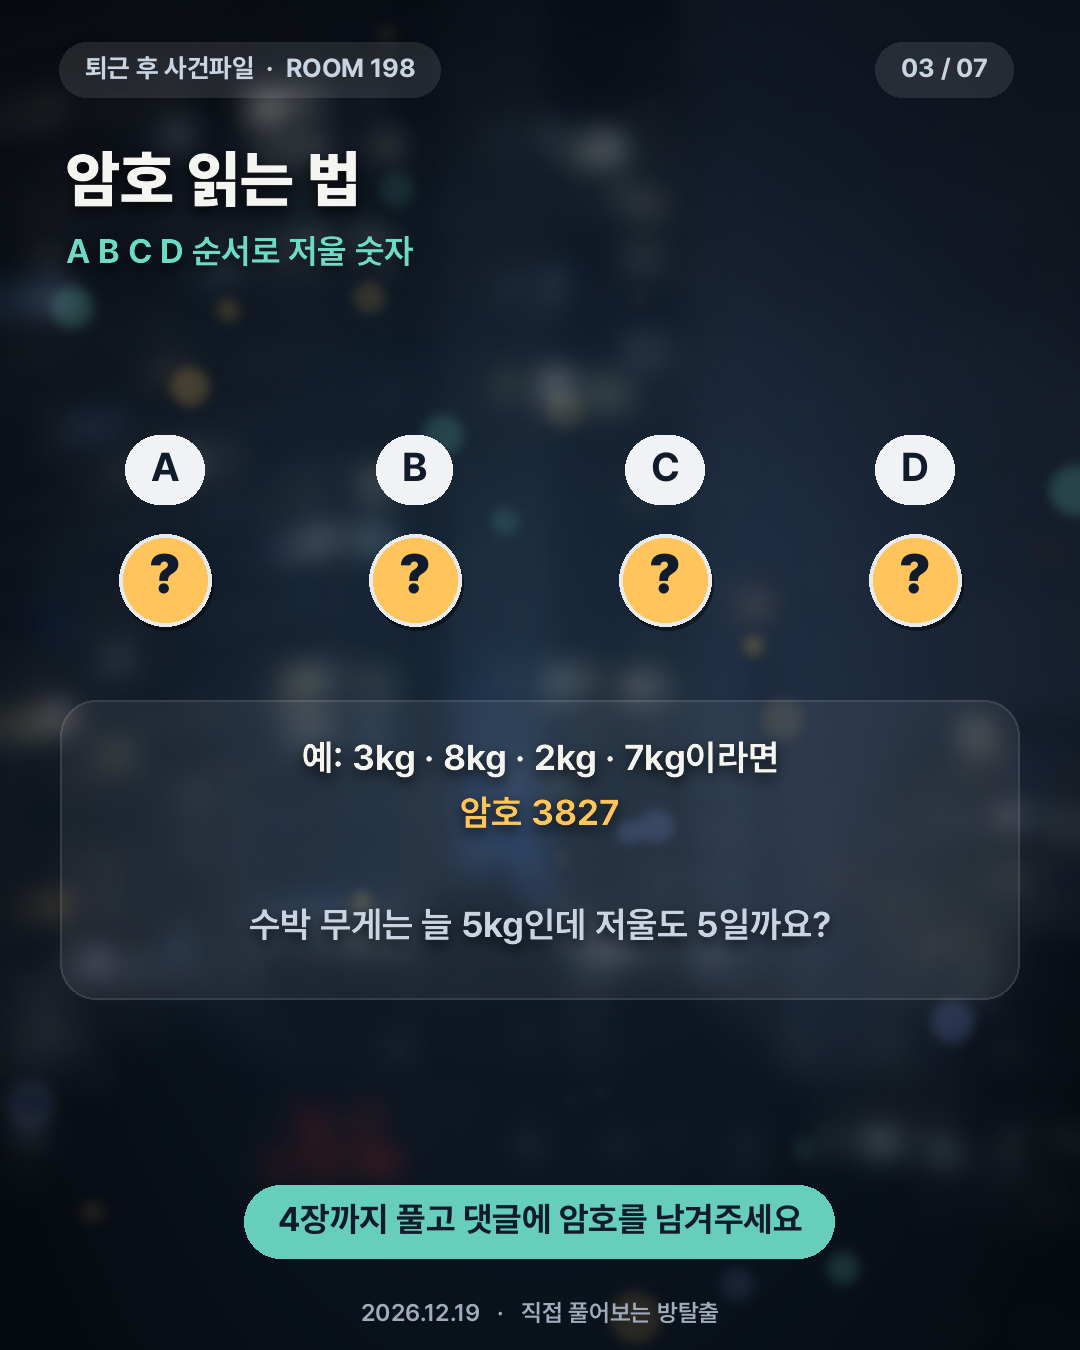 퇴근 후 사건파일 · ROOM 198
03 / 07
암호 읽는 법
A B C D 순서로 저울 숫자
A B C D
? ? ? ?
예: 3kg · 8kg · 2kg · 7kg이라면
암호 3827
수박 무게는 늘 5kg인데 저울도 5일까요?
4장까지 풀고 댓글에 암호를 남겨주세요
2026.12.19 · 직접 풀어보는 방탈출